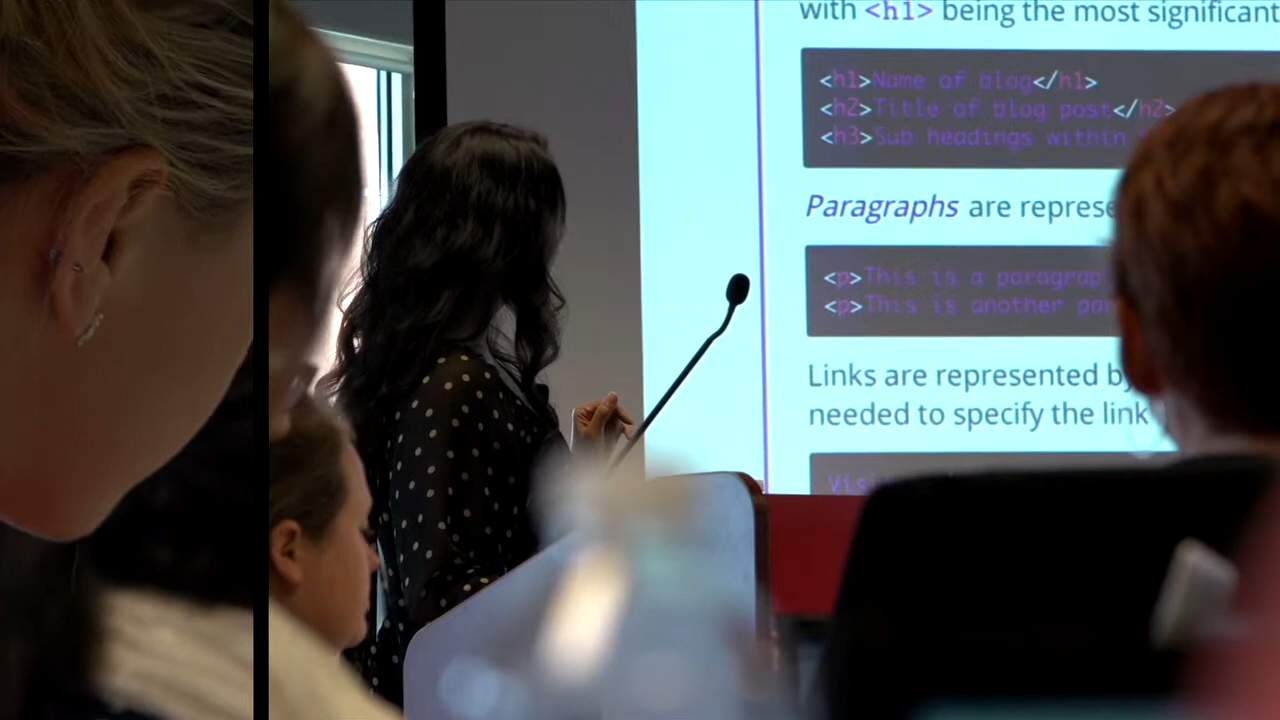 with <h1> being the most significant
<h1>Name of blog</h1>
<h2>Title of blog post</h2>
<h3>Sub headings within
Paragraphs are represe
<p>This is a paragrap
<p>This is another par
Links are represented by
needed to specify the link
Visi